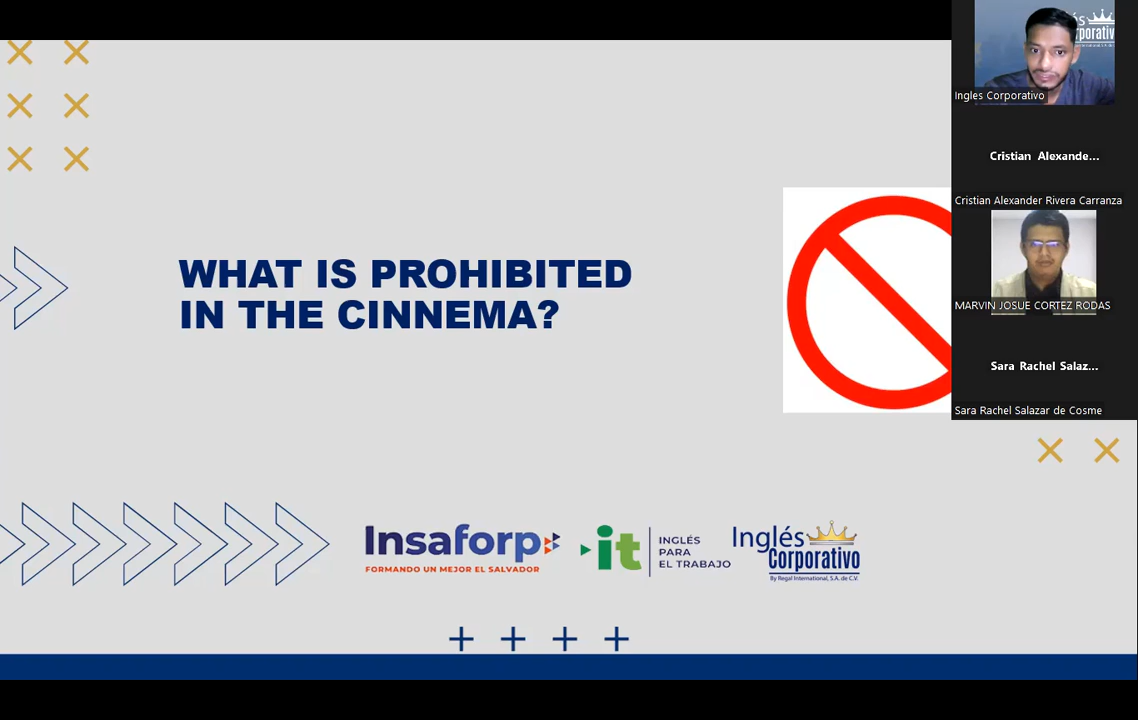 WHAT IS PROHIBITED
IN THE CINNEMA?
Insaforp
FORMANDO UN MEJOR EL SALVADOR
it
INGLÉS
PARA
EL TRABAJO
Inglés
Corporativo
By Regal International, S.A. de C.V.
Ingles Corporativo
Cristian Alexande...
Cristian Alexander Rivera Carranza
MARVIN JOSUE CORTEZ RODAS
Sara Rachel Salaz...
Sara Rachel Salazar de Cosme